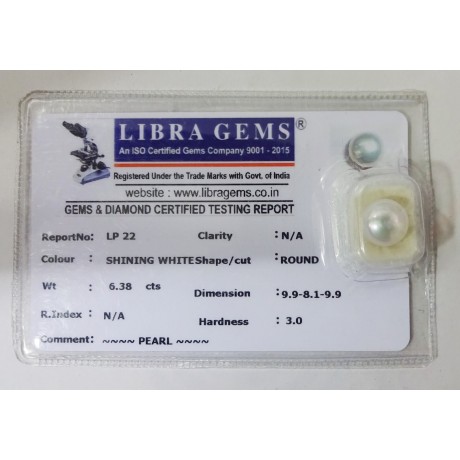 LIBRA GEMS®
An ISO Certified Gems Company 9001 - 2015
Registered Under the Trade Marks with Govt. of India
website : www.libragems.co.in
GEMS & DIAMOND CERTIFIED TESTING REPORT
ReportNo: LP 22 Clarity : N/A
Colour : SHINING WHITE Shape/cut : ROUND
Wt : 6.38 cts Dimension : 9.9-8.1-9.9
R.Index : N/A Hardness : 3.0
Comment: ~~~~ PEARL ~~~~